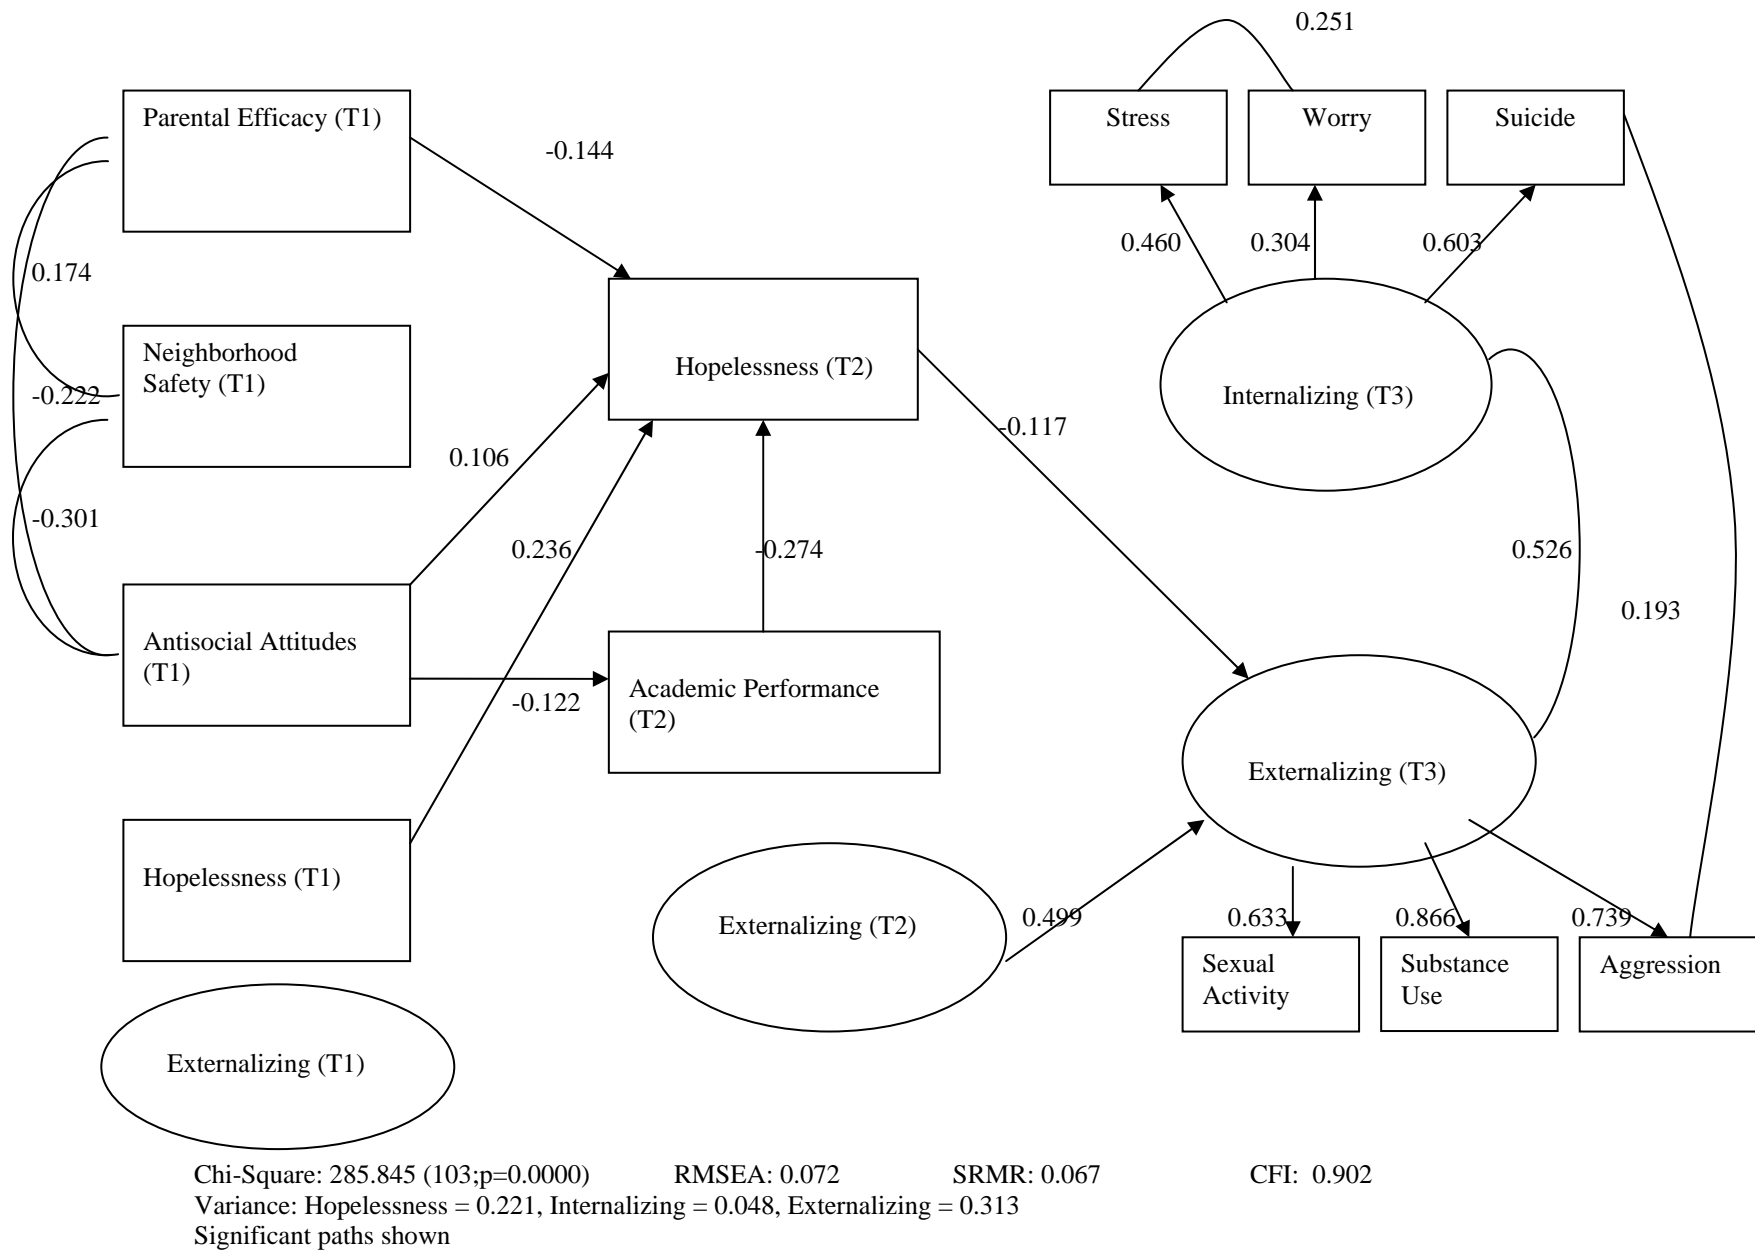 0.251
Parental Efficacy (T1)
Stress
Worry
Suicide
-0.144
0.460
0.304
0.603
0.174
Neighborhood
Safety (T1)
Hopelessness (T2)
Internalizing (T3)
-0.222
-0.117
0.106
-0.301
0.236
-0.274
0.526
0.193
Antisocial Attitudes
(T1)
-0.122
Academic Performance
(T2)
Externalizing (T3)
Hopelessness (T1)
Externalizing (T2)
0.499
0.633
0.866
0.739
Sexual
Activity
Substance
Use
Aggression
Externalizing (T1)
Chi-Square: 285.845 (103;p=0.0000) RMSEA: 0.072 SRMR: 0.067 CFI: 0.902
Variance: Hopelessness = 0.221, Internalizing = 0.048, Externalizing = 0.313
Significant paths shown